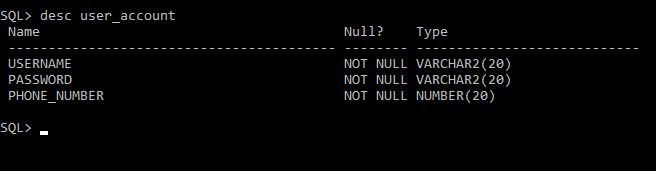 SQL> desc user_account
Name Null? Type
----------------------------------------- -------- ----------------------------
USERNAME NOT NULL VARCHAR2(20)
PASSWORD NOT NULL VARCHAR2(20)
PHONE_NUMBER NOT NULL NUMBER(20)
SQL>